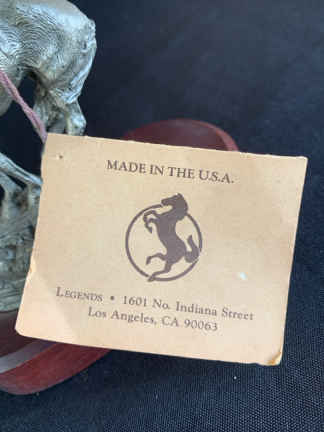 MADE IN THE U.S.A.
LEGENDS • 1601 No. Indiana Street
Los Angeles, CA 90063